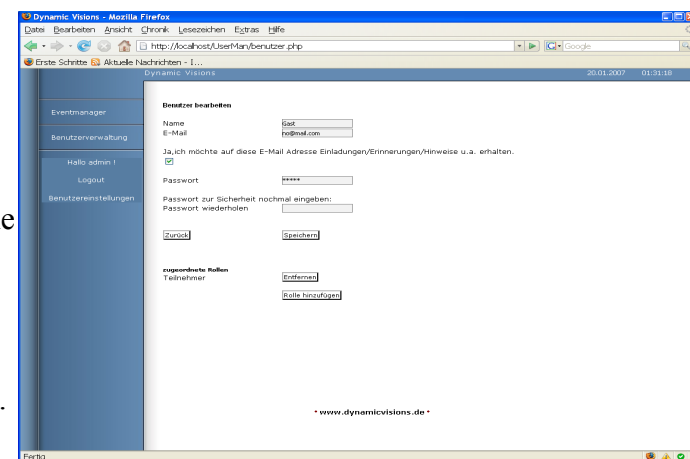 Dynamic Visions - Mozilla Firefox
Datei Bearbeiten Ansicht Chronik Lesezeichen Extras Hilfe
http://localhost/UserMan/benutzer.php
Google
Erste Schritte Aktuelle Nachrichten - I...
Dynamic Visions 20.01.2007 01:31:18
Eventmanager
Benutzerverwaltung
Hallo admin !
Logout
Benutzereinstellungen
Benutzer bearbeiten
Name Gast
E-Mail no@mail.com
Ja,ich möchte auf diese E-Mail Adresse Einladungen/Erinnerungen/Hinweise u.a. erhalten.
Passwort *****
Passwort zur Sicherheit nochmal eingeben:
Passwort wiederholen
Zurück Speichern
zugeordnete Rollen
Teilnehmer Entfernen
Rolle hinzufügen
* www.dynamicvisions.de *
Fertig